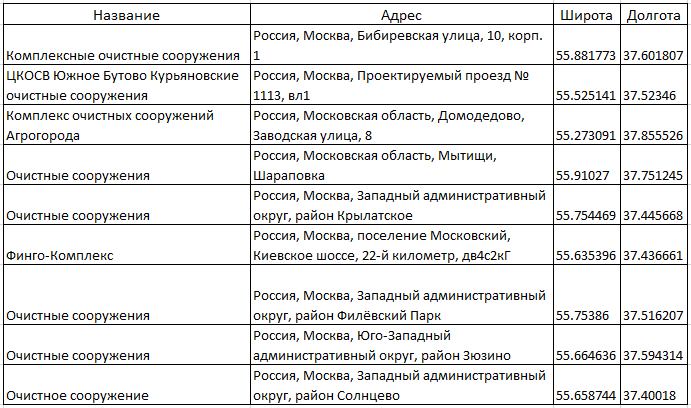 Название Адрес Широта Долгота
Россия, Москва, Бибиревская улица, 10, корп.
Комплексные очистные сооружения 1 55.881773 37.601807
ЦКОСВ Южное Бутово Курьяновские Россия, Москва, Проектируемый проезд №
очистные сооружения 1113, вл1 55.525141 37.52346
Комплекс очистных сооружений Россия, Московская область, Домодедово,
Агрогорода Заводская улица, 8 55.273091 37.855526
Россия, Московская область, Мытищи,
Очистные сооружения Шараповка 55.91027 37.751245
Россия, Москва, Западный административный
Очистные сооружения округ, район Крылатское 55.754469 37.445668
Россия, Москва, поселение Московский,
Финго-Комплекс Киевское шоссе, 22-й километр, дв4с2кГ 55.635396 37.436661
Россия, Москва, Западный административный
Очистные сооружения округ, район Филёвский Парк 55.75386 37.516207
Россия, Москва, Юго-Западный
Очистные сооружения административный округ, район Зюзино 55.664636 37.594314
Россия, Москва, Западный административный
Очистное сооружение округ, район Солнцево 55.658744 37.40018